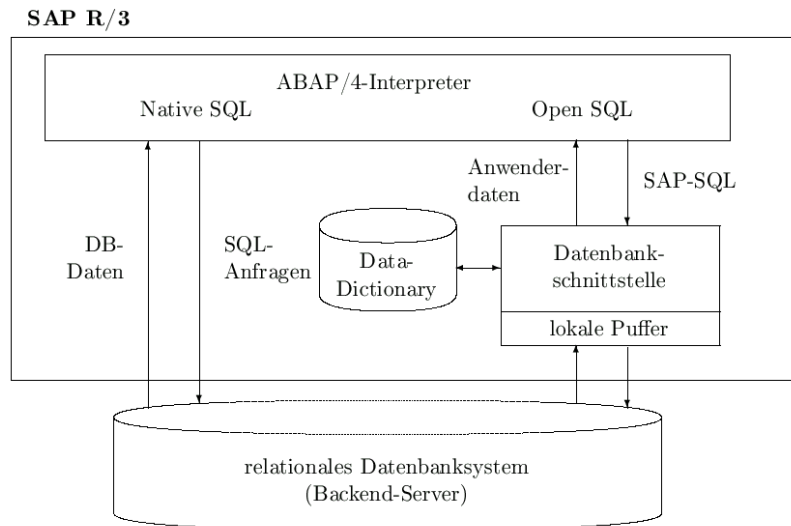 SAP R/3
ABAP/4-Interpreter
Native SQL
Open SQL
Anwender-
daten
SAP-SQL
DB-
Daten
SQL-
Anfragen
Data-
Dictionary
Datenbank-
schnittstelle
lokale Puffer
relationales Datenbanksystem
(Backend-Server)